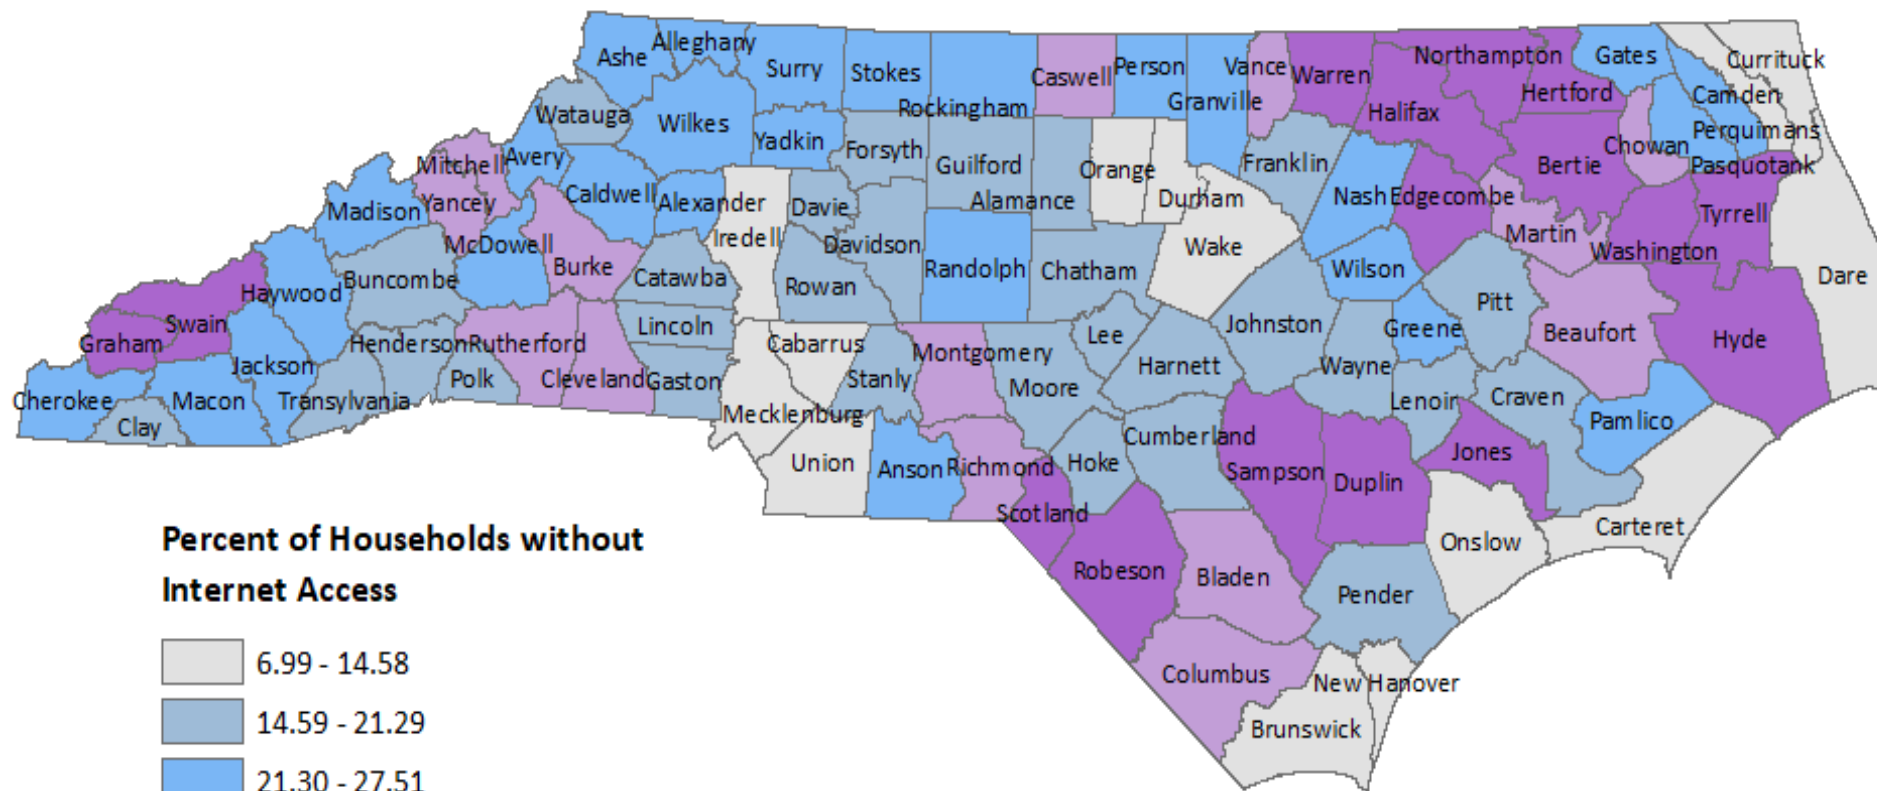 Ashe
Alleghany
Surry
Stokes
Rockingham
Caswell
Person
Granville
Vance
Warren
Northampton
Halifax
Hertford
Gates
Currituck
Camden
Perquimans
Pasquotank
Chowan
Bertie
Watauga
Wilkes
Yadkin
Forsyth
Guilford
Alamance
Orange
Durham
Franklin
Nash
Edgecombe
Martin
Washington
Tyrrell
Dare
Mitchell
Avery
Yancey
Caldwell
Alexander
Iredell
Davie
Davidson
Randolph
Chatham
Wake
Wilson
Pitt
Beaufort
Hyde
Madison
McDowell
Burke
Catawba
Rowan
Buncombe
Haywood
Swain
Graham
Jackson
Henderson
Rutherford
Lincoln
Cleveland
Gaston
Polk
Transylvania
Macon
Cherokee
Clay
Cabarrus
Mecklenburg
Stanly
Montgomery
Moore
Lee
Harnett
Johnston
Wayne
Greene
Lenoir
Craven
Pamlico
Union
Anson
Richmond
Hoke
Cumberland
Sampson
Duplin
Jones
Scotland
Robeson
Bladen
Onslow
Carteret
Pender
Columbus
New Hanover
Brunswick
Percent of Households without
Internet Access
6.99 - 14.58
14.59 - 21.29
21.30 - 27.51